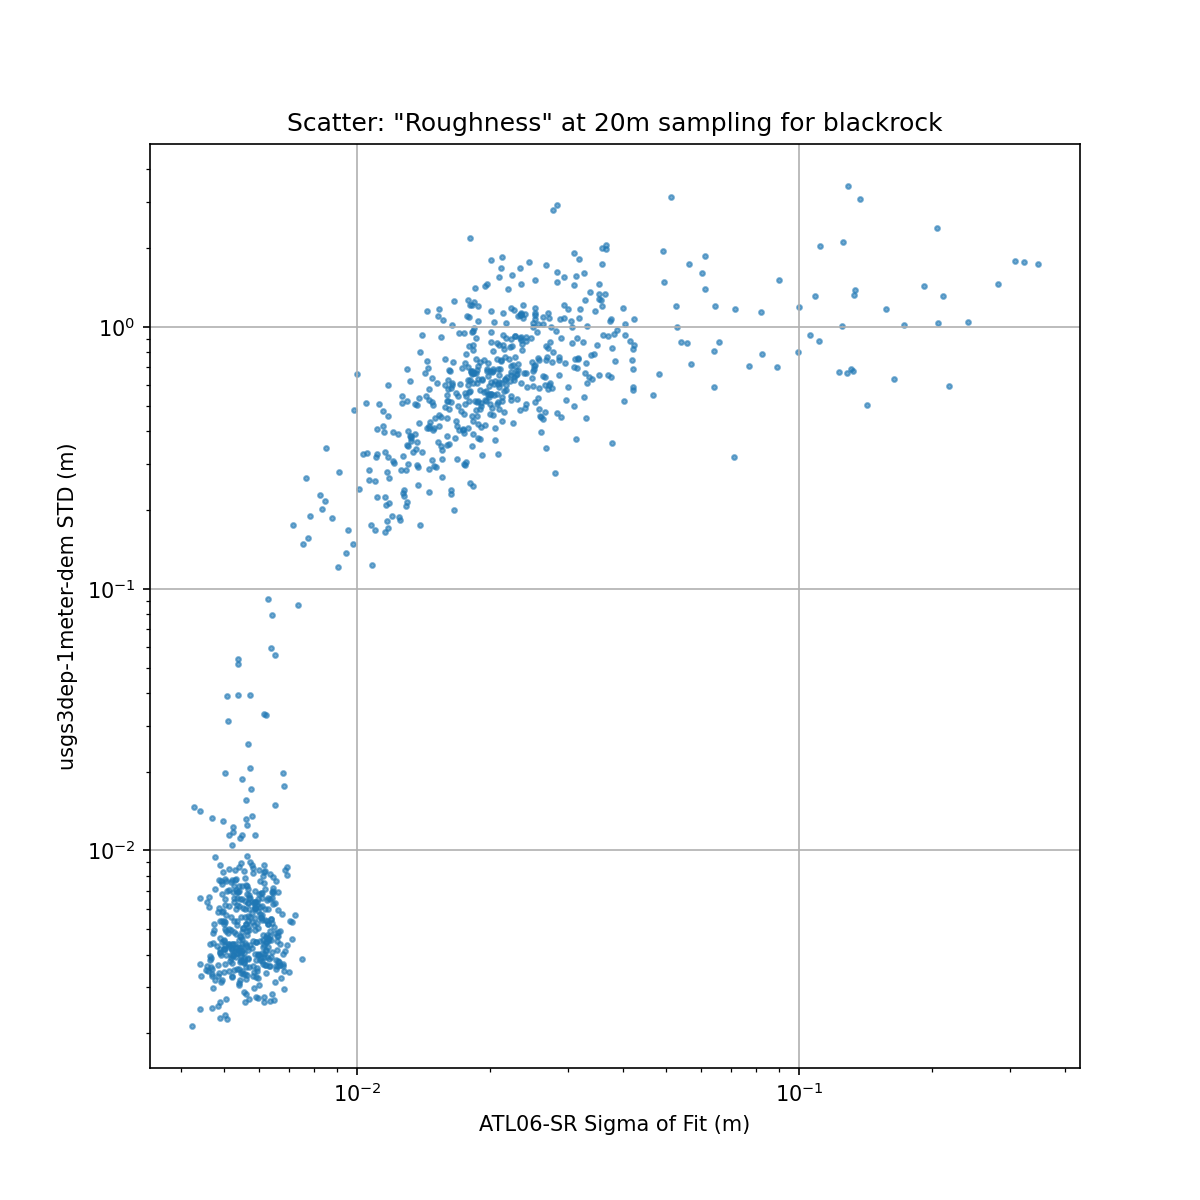 Scatter: "Roughness" at 20m sampling for blackrock
usgs3dep-1meter-dem STD (m)
10⁰
10⁻¹
10⁻²
10⁻² 10⁻¹
ATL06-SR Sigma of Fit (m)